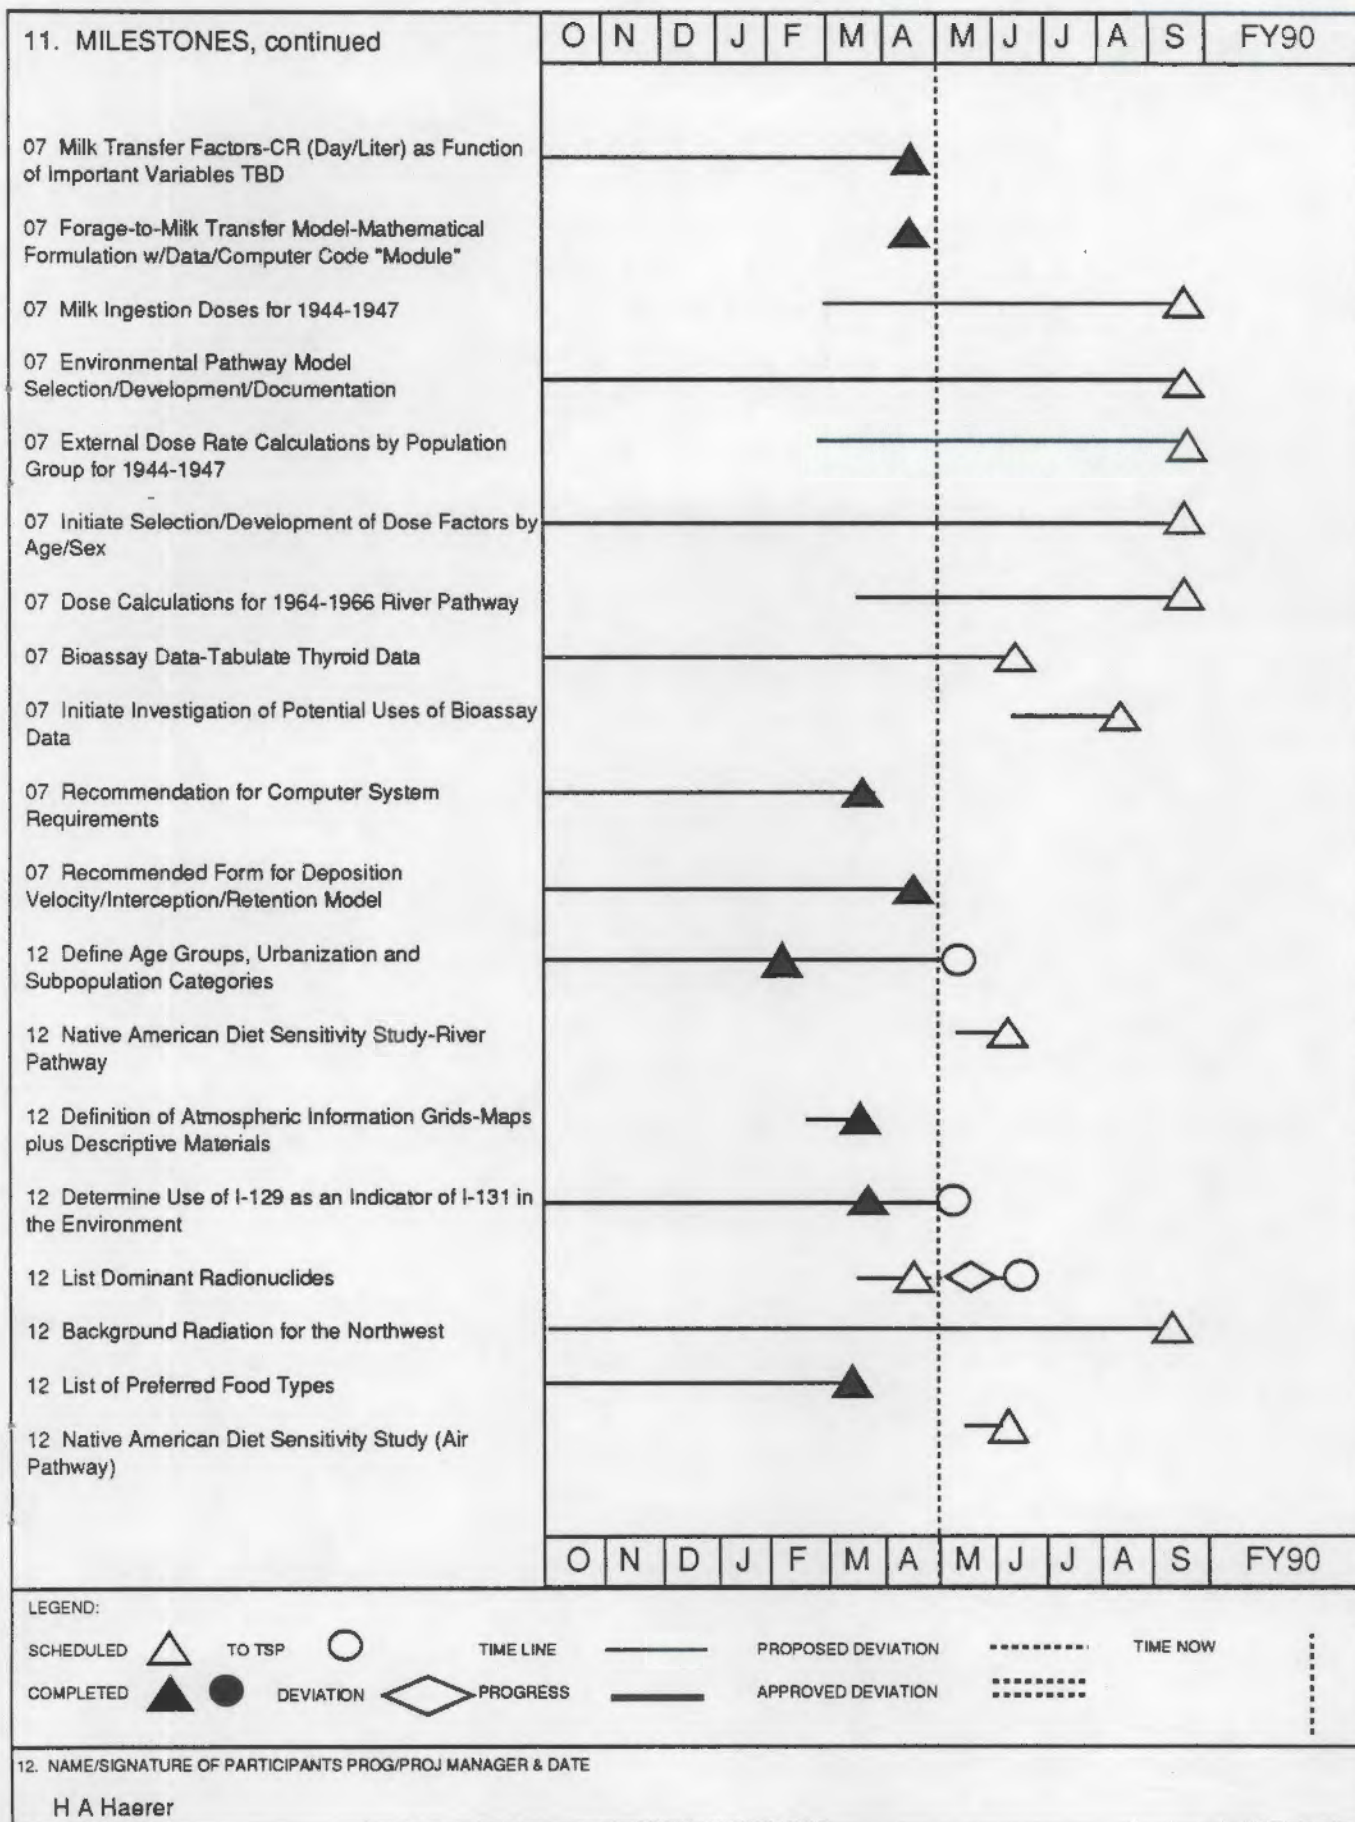 11. MILESTONES, continued
O N D J F M A M J J A S FY90
07 Milk Transfer Factors-CR (Day/Liter) as Function
of Important Variables TBD
07 Forage-to-Milk Transfer Model-Mathematical
Formulation w/Data/Computer Code "Module"
07 Milk Ingestion Doses for 1944-1947
07 Environmental Pathway Model
Selection/Development/Documentation
07 External Dose Rate Calculations by Population
Group for 1944-1947
07 Initiate Selection/Development of Dose Factors by
Age/Sex
07 Dose Calculations for 1964-1966 River Pathway
07 Bioassay Data-Tabulate Thyroid Data
07 Initiate Investigation of Potential Uses of Bioassay
Data
07 Recommendation for Computer System
Requirements
07 Recommended Form for Deposition
Velocity/Interception/Retention Model
12 Define Age Groups, Urbanization and
Subpopulation Categories
12 Native American Diet Sensitivity Study-River
Pathway
12 Definition of Atmospheric Information Grids-Maps
plus Descriptive Materials
12 Determine Use of I-129 as an Indicator of I-131 in
the Environment
12 List Dominant Radionuclides
12 Background Radiation for the Northwest
12 List of Preferred Food Types
12 Native American Diet Sensitivity Study (Air
Pathway)
O N D J F M A M J J A S FY90
LEGEND:
SCHEDULED TO TSP TIME LINE PROPOSED DEVIATION TIME NOW
COMPLETED DEVIATION PROGRESS APPROVED DEVIATION
12. NAME/SIGNATURE OF PARTICIPANTS PROG/PROJ MANAGER & DATE
H A Haerer